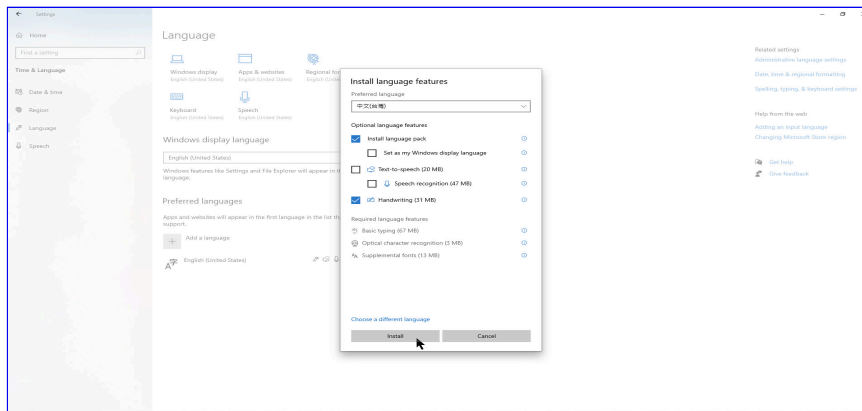 Settings
Home
Find a setting
Time & Language
Date & time
Region
Language
Speech
Language
Windows display
English (United States)
Apps & websites
English (United States)
Regional for
English (United
Keyboard
English (United States)
Speech
English (United States)
Windows display language
English (United States)
Windows features like Settings and File Explorer will appear in t
language.
Preferred languages
Apps and websites will appear in the first language in the list th
support.
Add a language
English (United States)
Install language features
Preferred language
中文(台灣)
Optional language features
Install language pack
Set as my Windows display language
Text-to-speech (20 MB)
Speech recognition (47 MB)
Handwriting (31 MB)
Required language features
Basic typing (67 MB)
Optical character recognition (3 MB)
Supplemental fonts (13 MB)
Choose a different language
Install
Cancel
Related settings
Administrative language settings
Date, time & regional formatting
Spelling, typing, & keyboard settings
Help from the web
Adding an input language
Changing Microsoft Store region
Get help
Give feedback